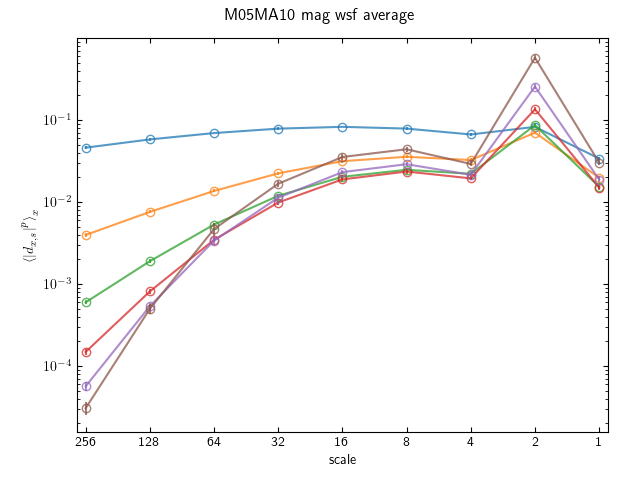 M05MA10 mag wsf average
⟨|d_{x,s}|^p⟩_x
10^{-1}
10^{-2}
10^{-3}
10^{-4}
256 128 64 32 16 8 4 2 1
scale